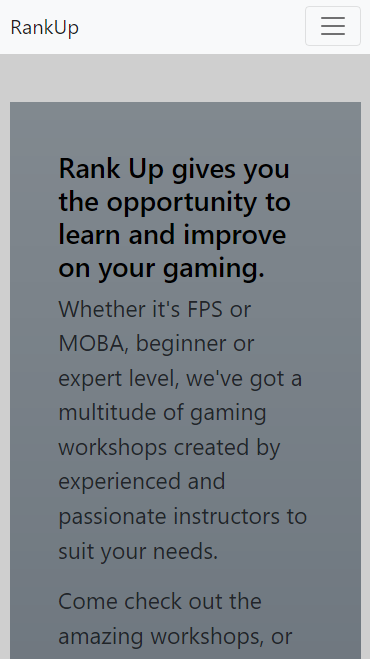 RankUp
Rank Up gives you
the opportunity to
learn and improve
on your gaming.
Whether it's FPS or
MOBA, beginner or
expert level, we've got a
multitude of gaming
workshops created by
experienced and
passionate instructors to
suit your needs.
Come check out the
amazing workshops, or